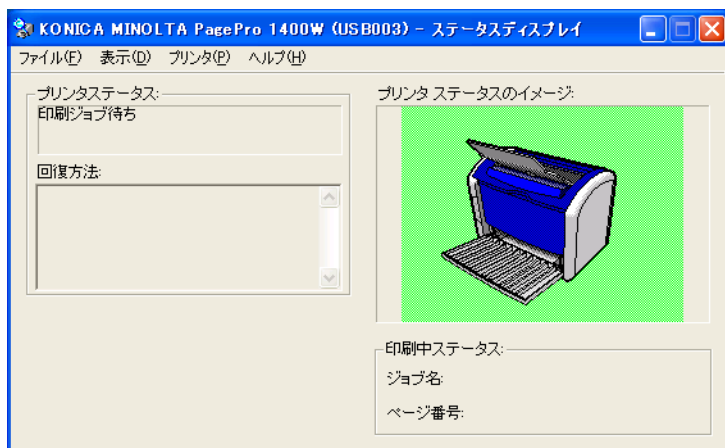 KONICA MINOLTA PagePro 1400W (USB003) - ステータスディスプレイ
ファイル(F) 表示(D) プリンタ(P) ヘルプ(H)
プリンタステータス:
印刷ジョブ待ち
回復方法:
プリンタ ステータスのイメージ:
印刷中ステータス:
ジョブ名:
ページ番号: